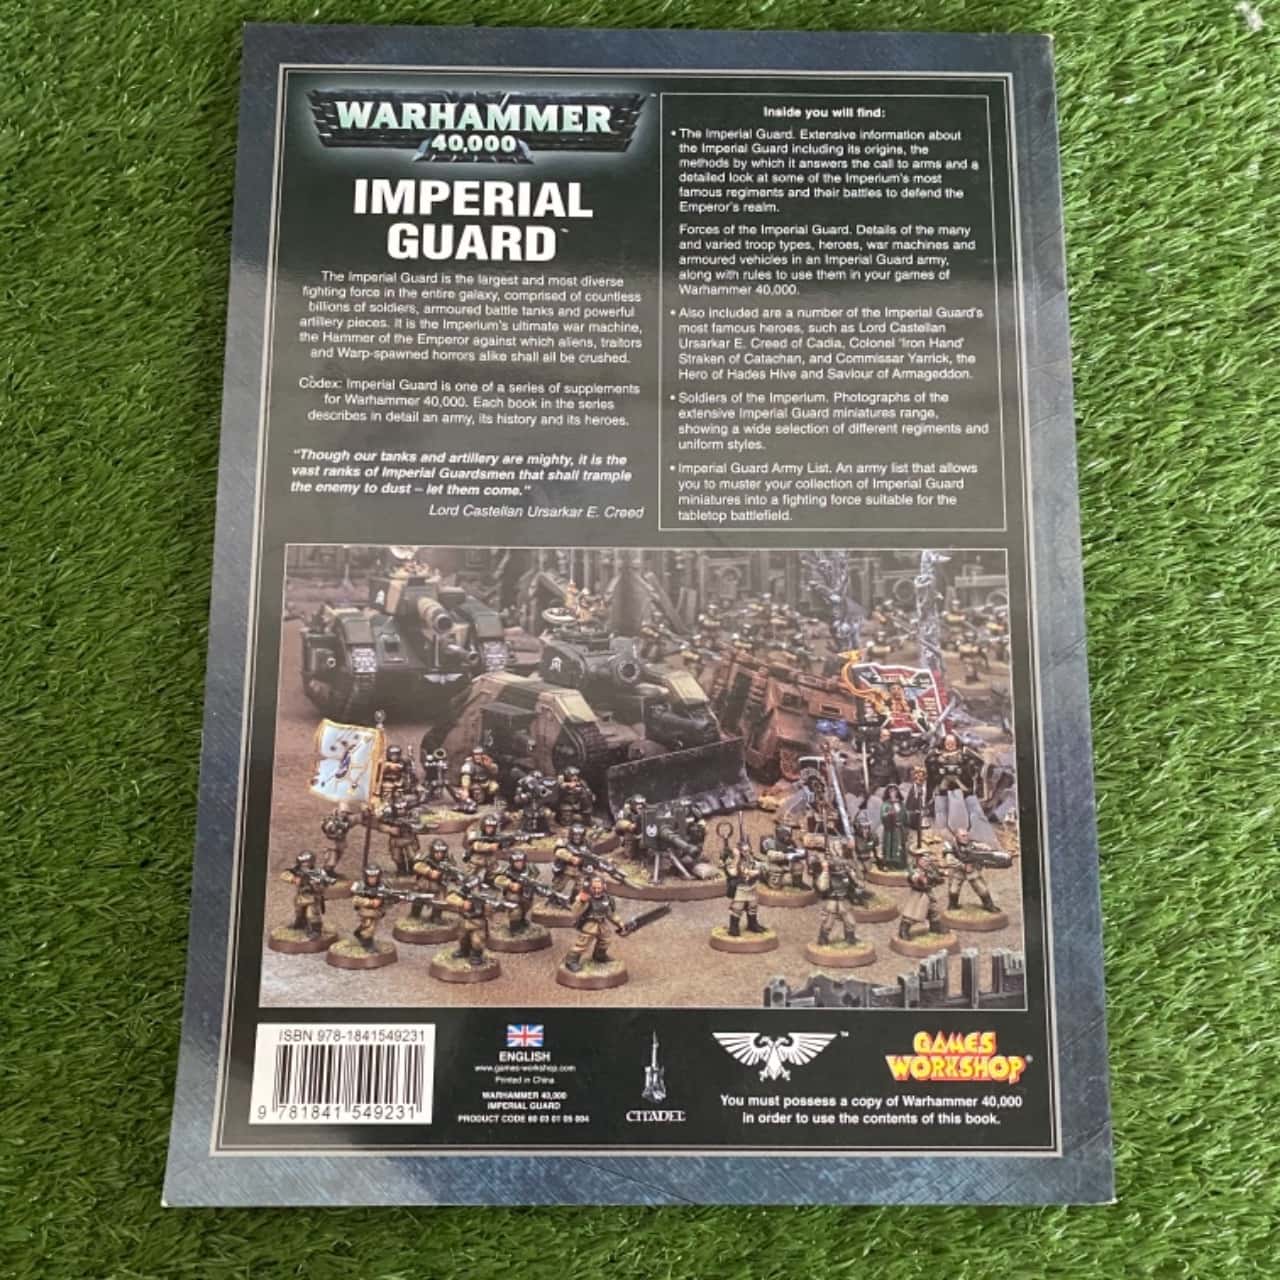 WARHAMMER
40,000
IMPERIAL
GUARD™
The Imperial Guard is the largest and most diverse
fighting force in the entire galaxy, comprised of countless
billions of soldiers, armoured battle tanks and powerful
artillery pieces. It is the Imperium's ultimate war machine,
the Hammer of the Emperor against which aliens, traitors
and Warp-spawned horrors alike shall all be crushed.
Codex: Imperial Guard is one of a series of supplements
for Warhammer 40,000. Each book in the series
describes in detail an army, its history and its heroes.
"Though our tanks and artillery are mighty, it is the
vast ranks of Imperial Guardsmen that shall trample
the enemy to dust – let them come."
Lord Castellan Ursarkar E. Creed
Inside you will find:
• The Imperial Guard. Extensive information about
the Imperial Guard including its origins, the
methods by which it answers the call to arms and a
detailed look at some of the Imperium's most
famous regiments and their battles to defend the
Emperor's realm.
Forces of the Imperial Guard. Details of the many
and varied troop types, heroes, war machines and
armoured vehicles in an Imperial Guard army,
along with rules to use them in your games of
Warhammer 40,000.
• Also included are a number of the Imperial Guard's
most famous heroes, such as Lord Castellan
Ursarkar E. Creed of Cadia, Colonel 'Iron Hand'
Straken of Catachan, and Commissar Yarrick, the
Hero of Hades Hive and Saviour of Armageddon.
• Soldiers of the Imperium. Photographs of the
extensive Imperial Guard miniatures range,
showing a wide selection of different regiments and
uniform styles.
• Imperial Guard Army List. An army list that allows
you to muster your collection of Imperial Guard
miniatures into a fighting force suitable for the
tabletop battlefield.
ISBN 978-1841549231
9 781841 549231
ENGLISH
www.games-workshop.com
Printed in China
WARHAMMER 40,000
IMPERIAL GUARD
PRODUCT CODE 60 03 01 05 004
CITADEL
™
GAMES
WORKSHOP®
You must possess a copy of Warhammer 40,000
in order to use the contents of this book.